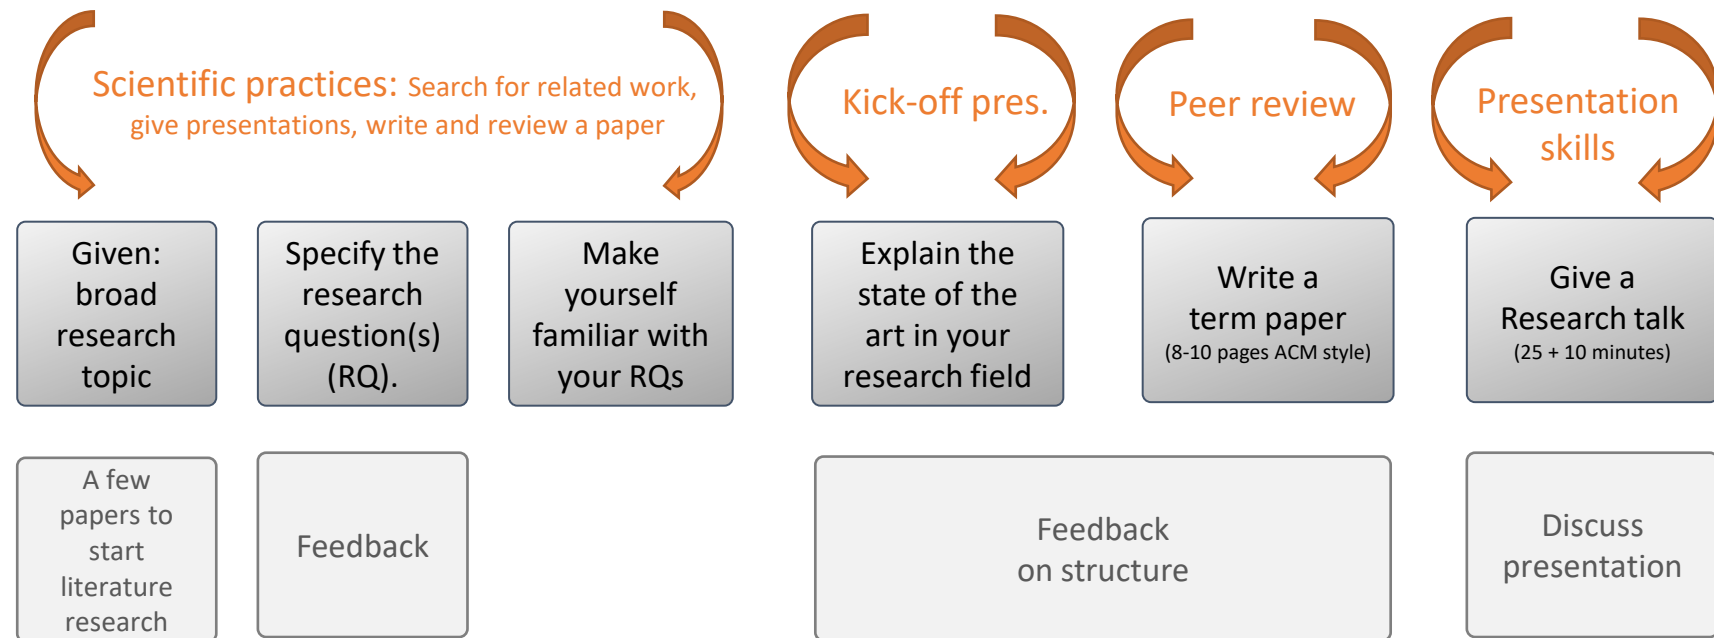 Scientific practices: Search for related work,
give presentations, write and review a paper
Kick-off pres.
Peer review
Presentation
skills
Given:
broad
research
topic
Specify the
research
question(s)
(RQ).
Make
yourself
familiar with
your RQs
Explain the
state of the
art in your
research field
Write a
term paper
(8-10 pages ACM style)
Give a
Research talk
(25 + 10 minutes)
A few
papers to
start
literature
research
Feedback
Feedback
on structure
Discuss
presentation